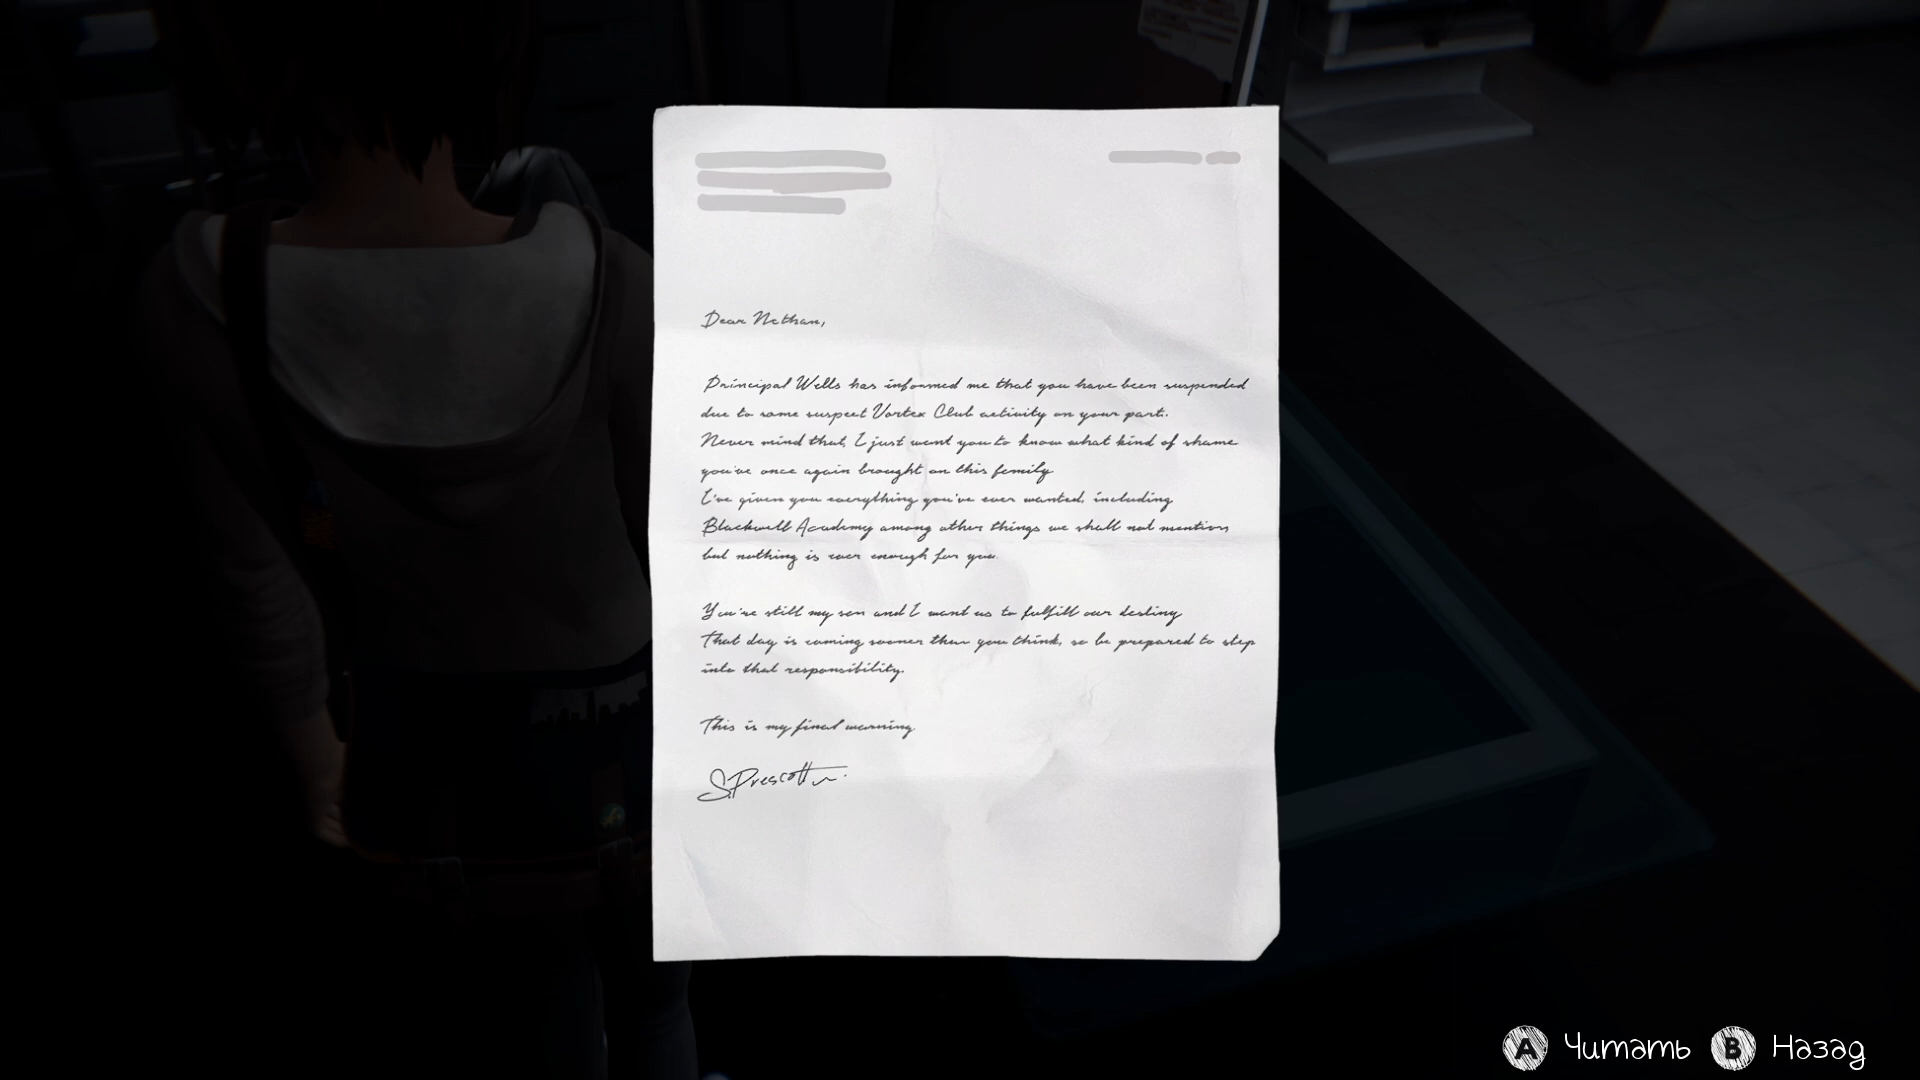 Dear Nathan,
Principal Wells has informed me that you have been suspended
due to some suspect Vortex Club activity on your part.
Never mind that, I just want you to know what kind of shame
you've once again brought on this family
I've given you everything you've ever wanted, including
Blackwell Academy among other things we shall not mention,
but nothing is ever enough for you.
You're still my son and I want us to fulfill our destiny
That day is coming sooner than you think, so be prepared to step
into that responsibility.
This is my final warning
S.Prescott
A Читать B Назад